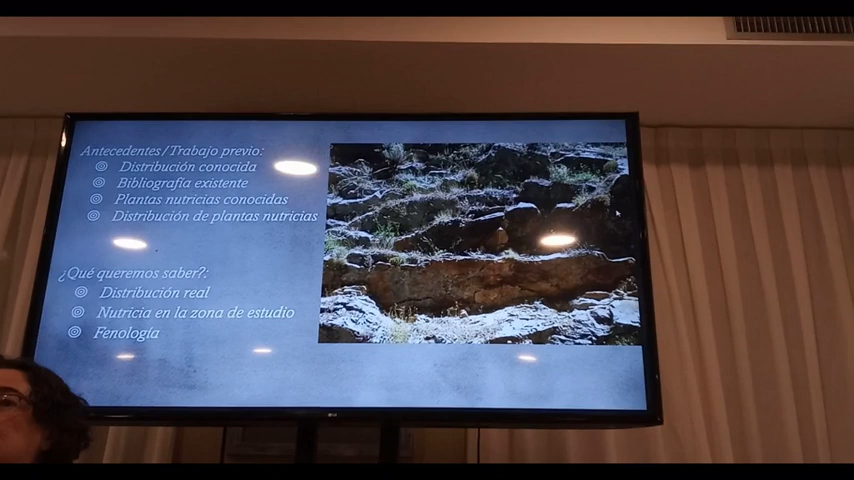 Antecedentes/Trabajo previo:
Distribución conocida
Bibliografía existente
Plantas nutricias conocidas
Distribución de plantas nutricias
¿Qué queremos saber?:
Distribución real
Nutricia en la zona de estudio
Fenología
LG